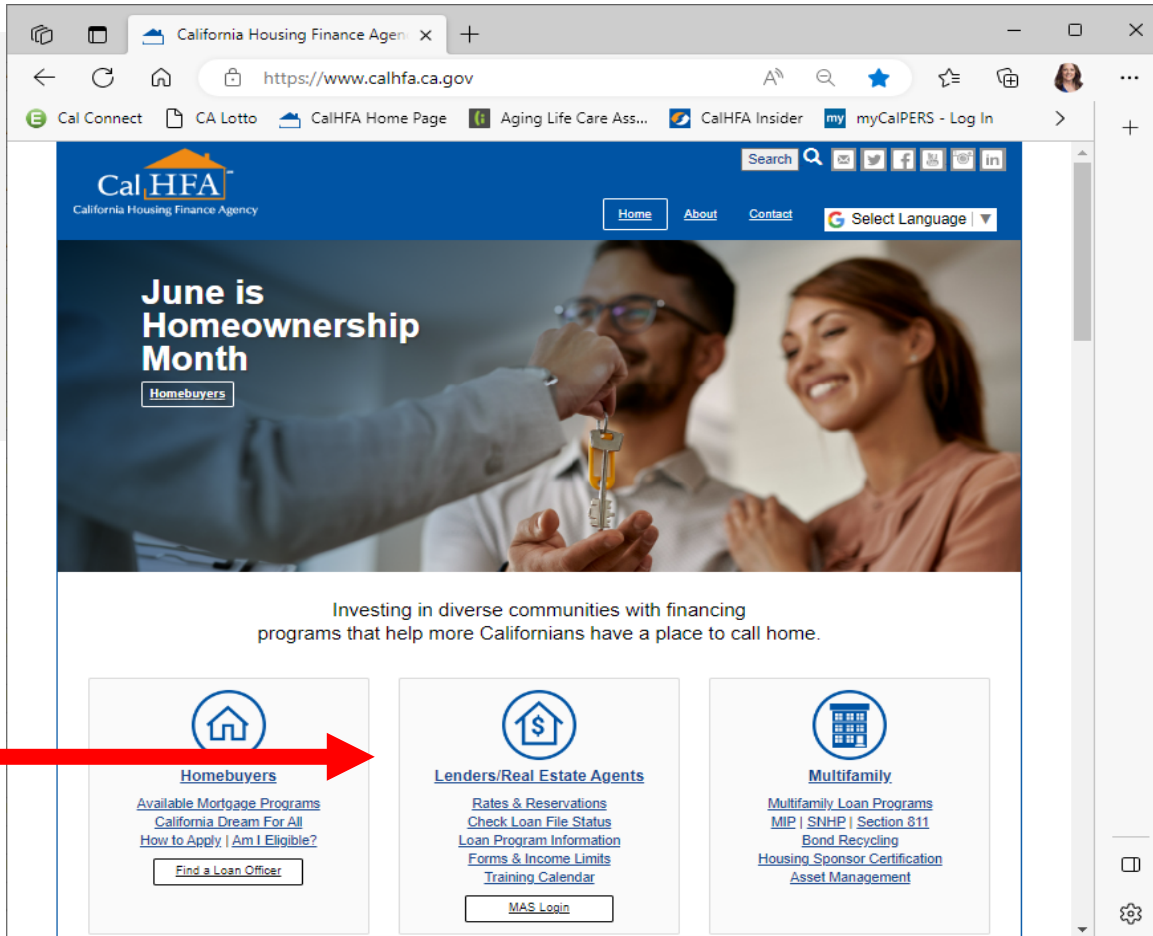 California Housing Finance Agen
https://www.calhfa.ca.gov
Cal Connect
CA Lotto
CalHFA Home Page
Aging Life Care Ass...
CalHFA Insider
my
myCalPERS - Log In
Search
Cal HFA
California Housing Finance Agency
Home
About
Contact
Select Language
June is
Homeownership
Month
Homebuyers
Investing in diverse communities with financing
programs that help more Californians have a place to call home.
Homebuyers
Available Mortgage Programs
California Dream For All
How to Apply | Am I Eligible?
Find a Loan Officer
Lenders/Real Estate Agents
Rates & Reservations
Check Loan File Status
Loan Program Information
Forms & Income Limits
Training Calendar
MAS Login
Multifamily
Multifamily Loan Programs
MIP | SNHP | Section 811
Bond Recycling
Housing Sponsor Certification
Asset Management